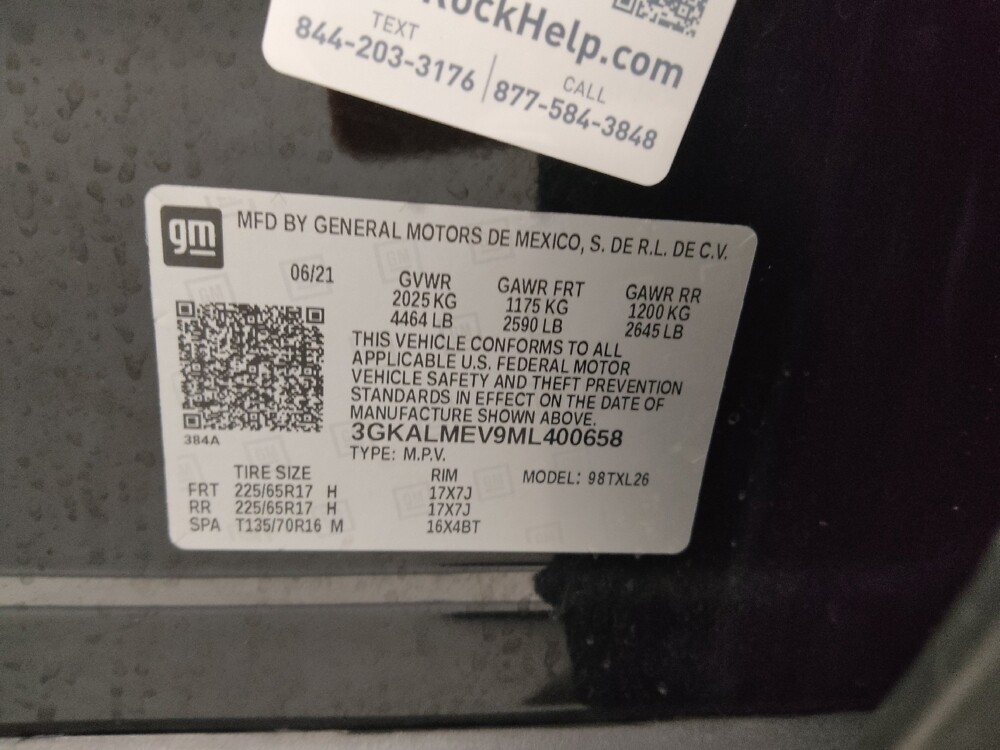 RockHelp.com
TEXT
844-203-3176
CALL
877-584-3848
gm
MFD BY GENERAL MOTORS DE MEXICO, S. DE R.L. DE C.V.
06/21 GVWR GAWR FRT GAWR RR
2025 KG 1175 KG 1200 KG
4464 LB 2590 LB 2645 LB
THIS VEHICLE CONFORMS TO ALL
APPLICABLE U.S. FEDERAL MOTOR
VEHICLE SAFETY AND THEFT PREVENTION
STANDARDS IN EFFECT ON THE DATE OF
MANUFACTURE SHOWN ABOVE.
384A
3GKALMEV9ML400658
TYPE: M.P.V.
TIRE SIZE RIM MODEL: 98TXL26
FRT 225/65R17 H 17X7J
RR 225/65R17 H 17X7J
SPA T135/70R16 M 16X4BT